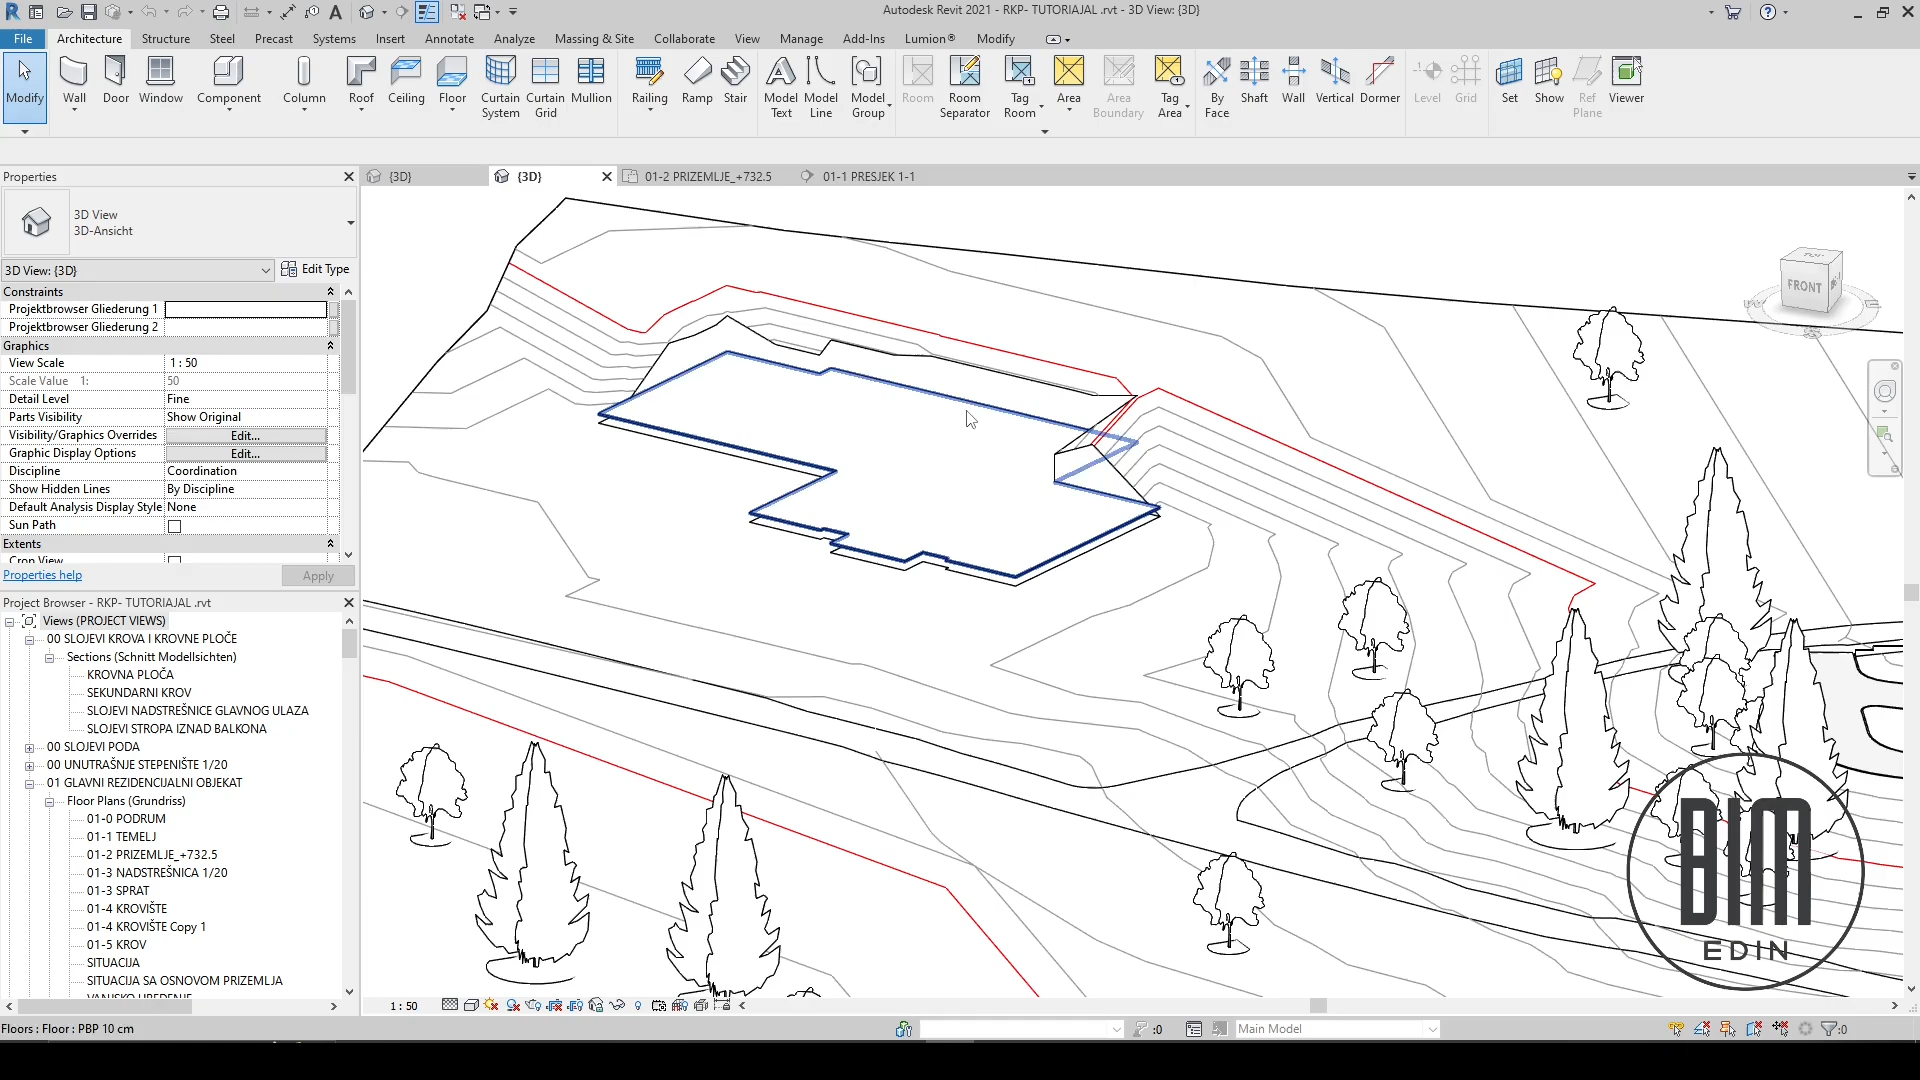 Autodesk Revit 2021 - RKP- TUTORIAJAL .rvt - 3D View: {3D}
File Architecture Structure Steel Precast Systems Insert Annotate Analyze Massing & Site Collaborate View Manage Add-Ins Lumion® Modify
Modify Wall Door Window Component Column Roof Ceiling Floor Curtain System Curtain Grid Mullion Railing Ramp Stair Model Text Model Line Model Group Room Room Separator Tag Room Area Area Boundary Tag Area By Face Shaft Wall Vertical Dormer Level Grid Set Show Ref Plane Viewer
Properties
{3D} {3D} 01-2 PRIZEMLJE_+732.5 01-1 PRESJEK 1-1
3D View
3D-Ansicht
3D View: {3D} Edit Type
Constraints
Projektbrowser Gliederung 1
Projektbrowser Gliederung 2
Graphics
View Scale 1 : 50
Scale Value 1: 50
Detail Level Fine
Parts Visibility Show Original
Visibility/Graphics Overrides Edit...
Graphic Display Options Edit...
Discipline Coordination
Show Hidden Lines By Discipline
Default Analysis Display Style None
Sun Path
Extents
Crop View
Properties help Apply
Project Browser - RKP- TUTORIAJAL .rvt
Views (PROJECT VIEWS)
00 SLOJEVI KROVA I KROVNE PLOČE
Sections (Schnitt Modellsichten)
KROVNA PLOČA
SEKUNDARNI KROV
SLOJEVI NADSTREŠNICE GLAVNOG ULAZA
SLOJEVI STROPA IZNAD BALKONA
00 SLOJEVI PODA
00 UNUTRAŠNJE STEPENIŠTE 1/20
01 GLAVNI REZIDENCIJALNI OBJEKAT
Floor Plans (Grundriss)
01-0 PODRUM
01-1 TEMELJ
01-2 PRIZEMLJE_+732.5
01-3 NADSTREŠNICA 1/20
01-3 SPRAT
01-4 KROVIŠTE
01-4 KROVIŠTE Copy 1
01-5 KROV
SITUACIJA
SITUACIJA SA OSNOVOM PRIZEMLJA
VANJSKO UREĐENJE
TOP
FRONT
BIM
EDIN
1 : 50
Floors : Floor : PBP 10 cm
:0
Main Model
:0